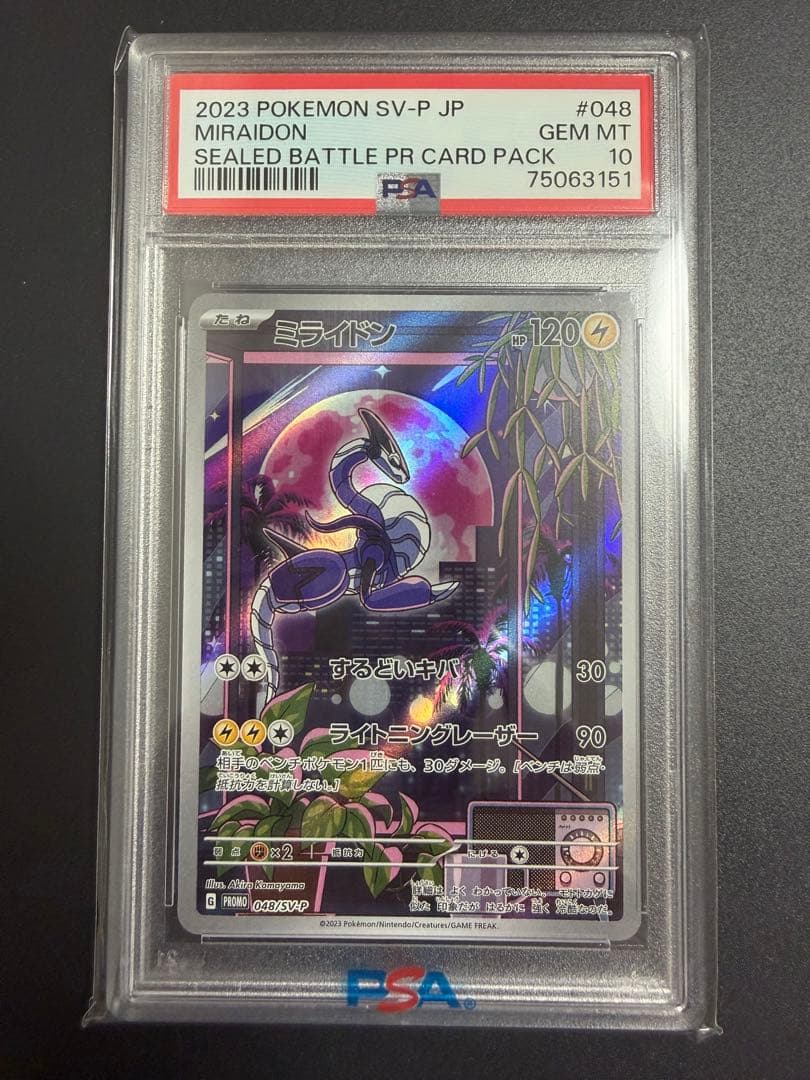 2023 POKEMON SV-P JP #048
MIRAIDON GEM MT
SEALED BATTLE PR CARD PACK 10
PSA 75063151
たね ミライドン HP 120
するどいキバ 30
ライトニングレーザー 90
相手のベンチポケモン1匹にも、30ダメージ。[ベンチは弱点・
抵抗力を計算しない。]
弱点 ×2 抵抗力 にげる
Illus. Akira Komayama
詳細は よく わかっていない。 モトトカゲに
似た 印象だが はるかに 強く 冷酷なのだ。
G PROMO 048/SV-P
©2023 Pokémon/Nintendo/Creatures/GAME FREAK.
PSA®